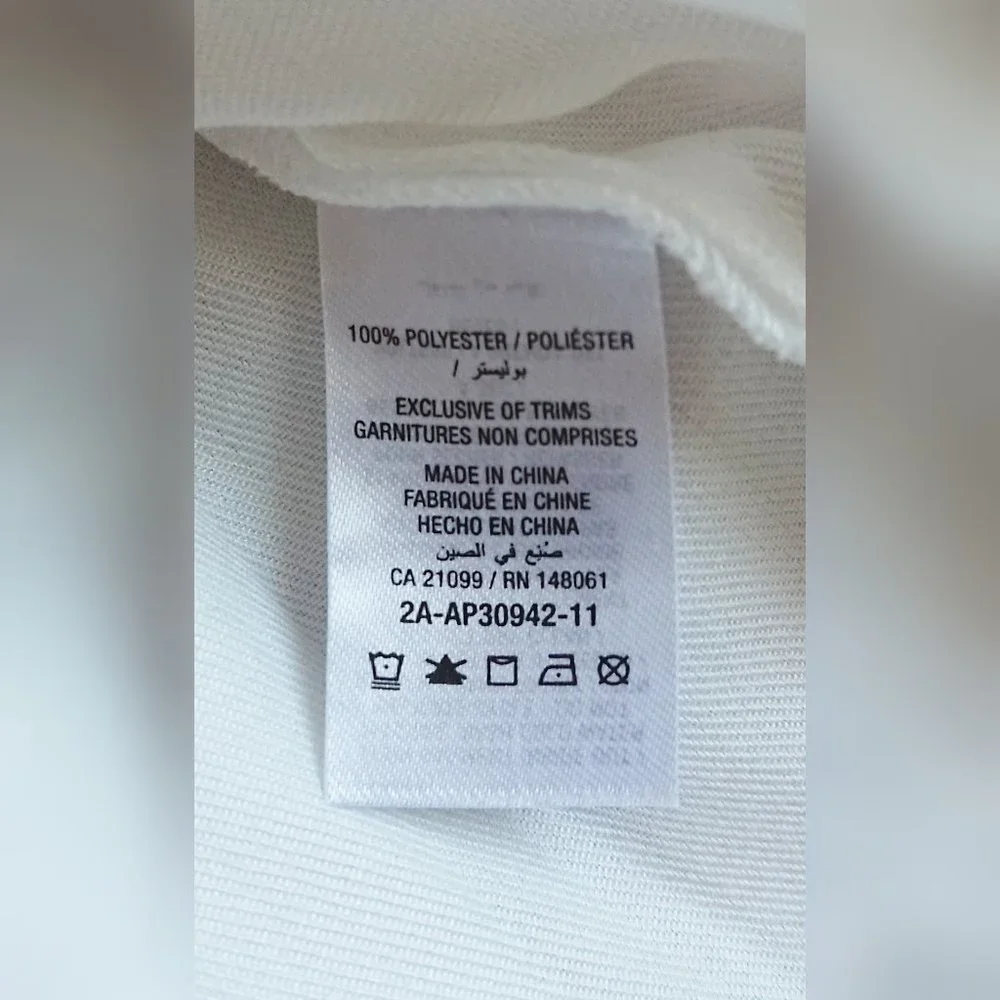 100% POLYESTER / POLIÉSTER
/ بوليستر
EXCLUSIVE OF TRIMS
GARNITURES NON COMPRISES
MADE IN CHINA
FABRIQUÉ EN CHINE
HECHO EN CHINA
صُنِع في الصين
CA 21099 / RN 148061
2A-AP30942-11